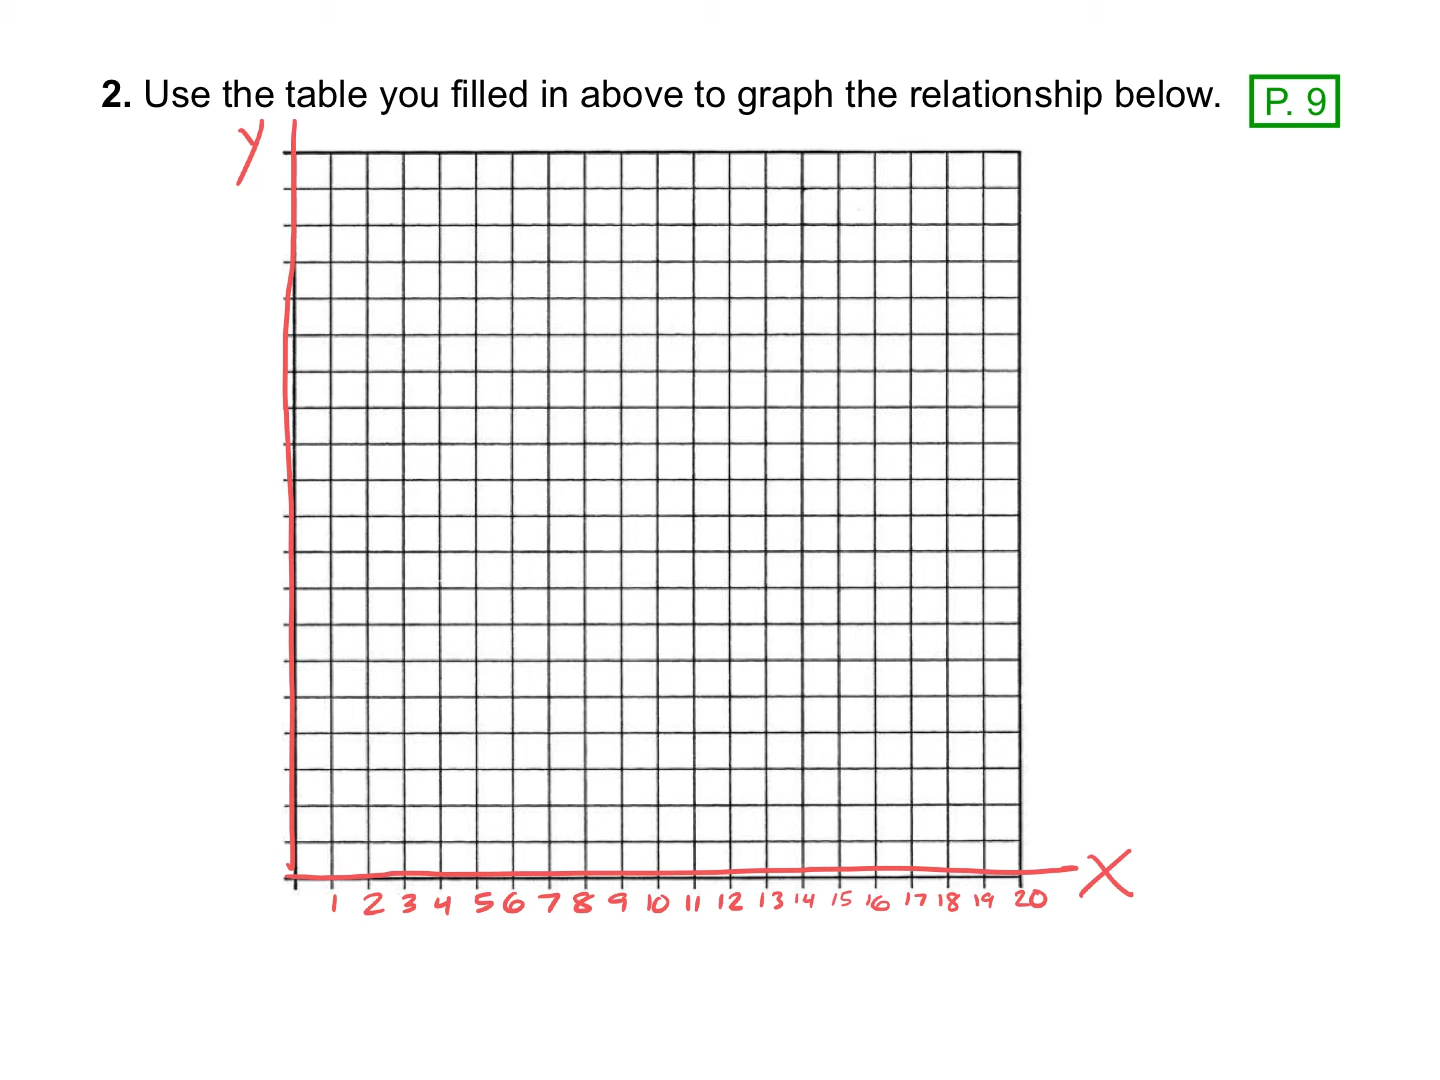 2. Use the table you filled in above to graph the relationship below.
P. 9
y
x
1 2 3 4 5 6 7 8 9 10 11 12 13 14 15 16 17 18 19 20